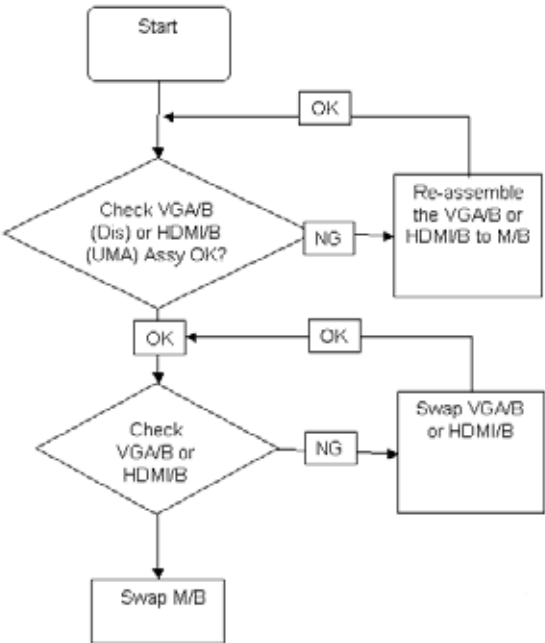 Start
OK
Check VGA/B
(Dis) or HDMI/B
(UMA) Assy OK?
NG
Re-assemble
the VGA/B or
HDMI/B to M/B
OK
OK
Check
VGA/B or
HDMI/B
NG
Swap VGA/B
or HDMI/B
Swap M/B